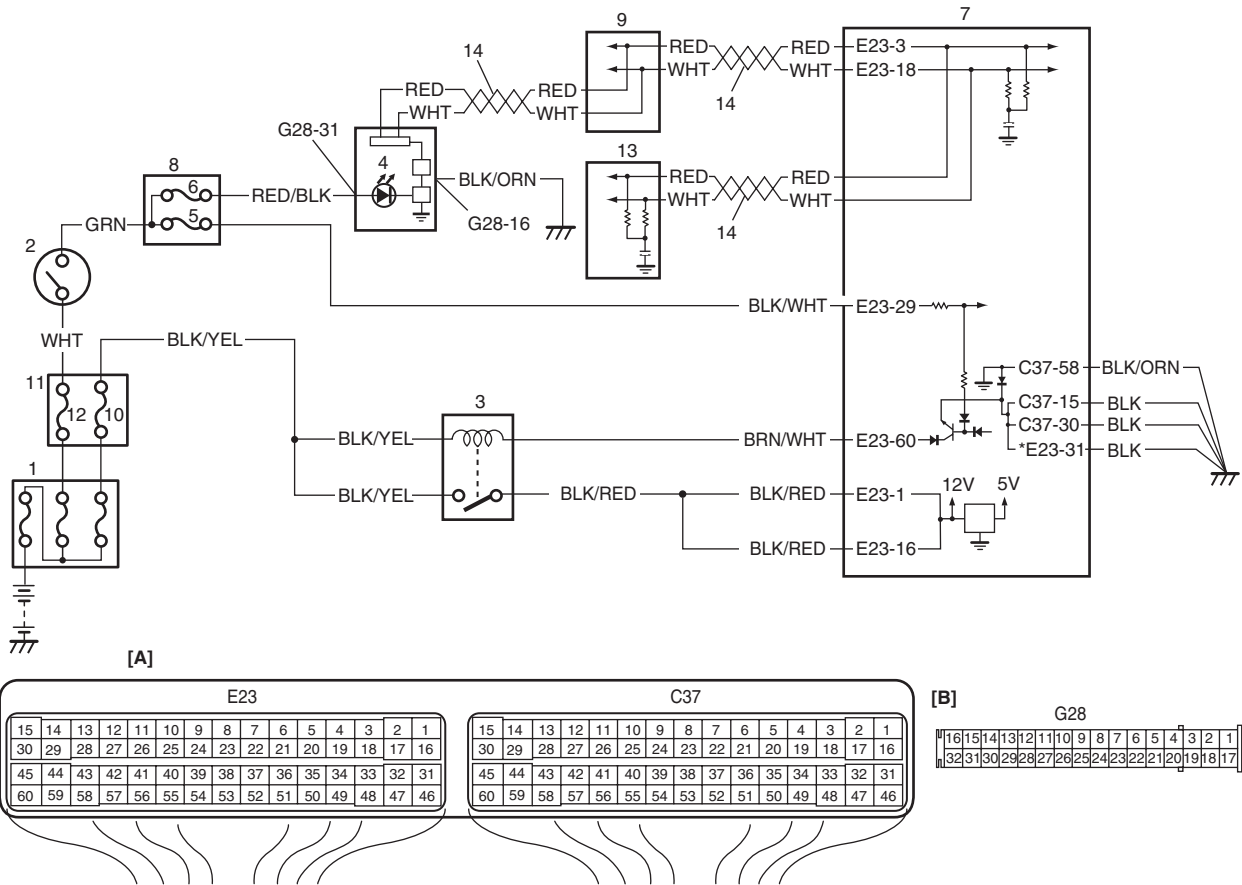 7
9
14
RED
RED
E23-3
WHT
WHT
E23-18
14
RED
RED
WHT
WHT
G28-31
13
8
4
6
RED/BLK
BLK/ORN
RED
RED
WHT
WHT
G28-16
14
GRN
5
2
BLK/WHT
E23-29
WHT
BLK/YEL
C37-58
BLK/ORN
11
12
10
3
C37-15
BLK
C37-30
BLK
BLK/YEL
BRN/WHT
E23-60
*E23-31
BLK
1
12V
5V
BLK/YEL
BLK/RED
BLK/RED
E23-1
BLK/RED
E23-16
[A]
E23
15 14 13 12 11 10 9 8 7 6 5 4 3 2 1
30 29 28 27 26 25 24 23 22 21 20 19 18 17 16
45 44 43 42 41 40 39 38 37 36 35 34 33 32 31
60 59 58 57 56 55 54 53 52 51 50 49 48 47 46
C37
15 14 13 12 11 10 9 8 7 6 5 4 3 2 1
30 29 28 27 26 25 24 23 22 21 20 19 18 17 16
45 44 43 42 41 40 39 38 37 36 35 34 33 32 31
60 59 58 57 56 55 54 53 52 51 50 49 48 47 46
[B]
G28
16 15 14 13 12 11 10 9 8 7 6 5 4 3 2 1
32 31 30 29 28 27 26 25 24 23 22 21 20 19 18 17